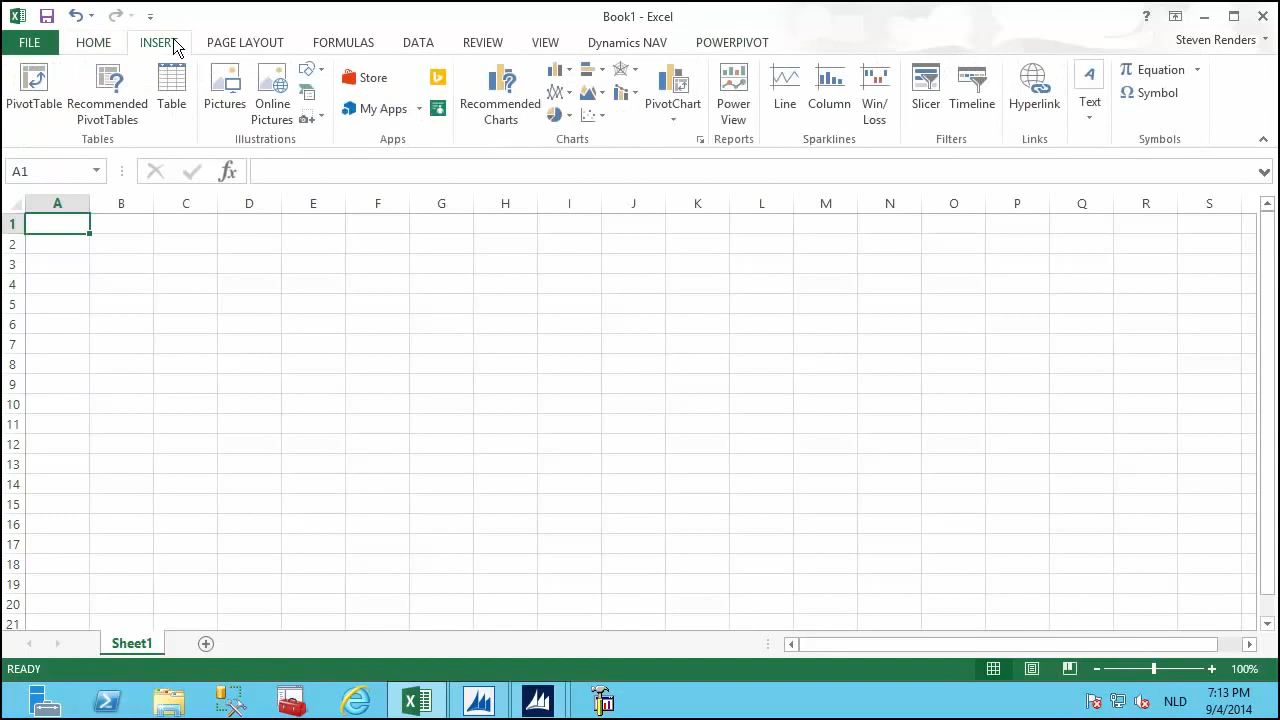 Book1 - Excel
?
FILE HOME INSERT PAGE LAYOUT FORMULAS DATA REVIEW VIEW Dynamics NAV POWERPIVOT Steven Renders
PivotTable Recommended PivotTables Table
Tables
Pictures Online Pictures
Illustrations
Store
My Apps
Apps
Recommended Charts
PivotChart
Charts
Power View
Reports
Line Column Win/ Loss
Sparklines
Slicer Timeline
Filters
Hyperlink
Links
A
Text
π Equation
Ω Symbol
Symbols
A1 fx
A B C D E F G H I J K L M N O P Q R S
1
2
3
4
5
6
7
8
9
10
11
12
13
14
15
16
17
18
19
20
21
Sheet1
READY 100%
NLD
7:13 PM
9/4/2014